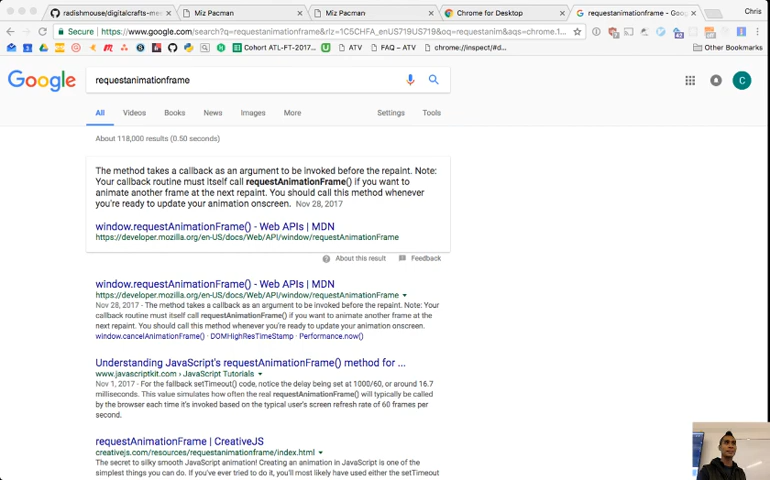 radishmouse/digitalcrafts-mee
Miz Pacman
Miz Pacman
Chrome for Desktop
requestanimationframe - Goo
Chris
Secure
https://www.google.com/search?q=requestanimationframe&rlz=1C5CHFA_enUS719US719&oq=requestanim&aqs=chrome.1
Cohort ATL-FT-2017...
ATV
FAQ – ATV
chrome://inspect/#d...
Other Bookmarks
Google
requestanimationframe
C
All Videos Books News Images More Settings Tools
About 118,000 results (0.50 seconds)
The method takes a callback as an argument to be invoked before the repaint. Note:
Your callback routine must itself call requestAnimationFrame() if you want to
animate another frame at the next repaint. You should call this method whenever
you're ready to update your animation onscreen. Nov 28, 2017
window.requestAnimationFrame() - Web APIs | MDN
https://developer.mozilla.org/en-US/docs/Web/API/window/requestAnimationFrame
About this result Feedback
window.requestAnimationFrame() - Web APIs | MDN
https://developer.mozilla.org/en-US/docs/Web/API/window/requestAnimationFrame
Nov 28, 2017 - The method takes a callback as an argument to be invoked before the repaint. Note: Your
callback routine must itself call requestAnimationFrame() if you want to animate another frame at the
next repaint. You should call this method whenever you're ready to update your animation onscreen.
window.cancelAnimationFrame() · DOMHighResTimeStamp · Performance.now()
Understanding JavaScript's requestAnimationFrame() method for ...
www.javascriptkit.com › JavaScript Tutorials
Nov 1, 2017 - For the fallback setTimeout() code, notice the delay being set at 1000/60, or around 16.7
milliseconds. This value simulates how often the real requestAnimationFrame() will typically be called
by the browser each time it's invoked based on the typical user's screen refresh rate of 60 frames per
second.
requestAnimationFrame | CreativeJS
creativejs.com/resources/requestanimationframe/index.html
The secret to silky smooth JavaScript animation! Creating an animation in JavaScript is one of the
simplest things you can do. If you've ever tried to do it, you'll most likely have used either the setTimeout